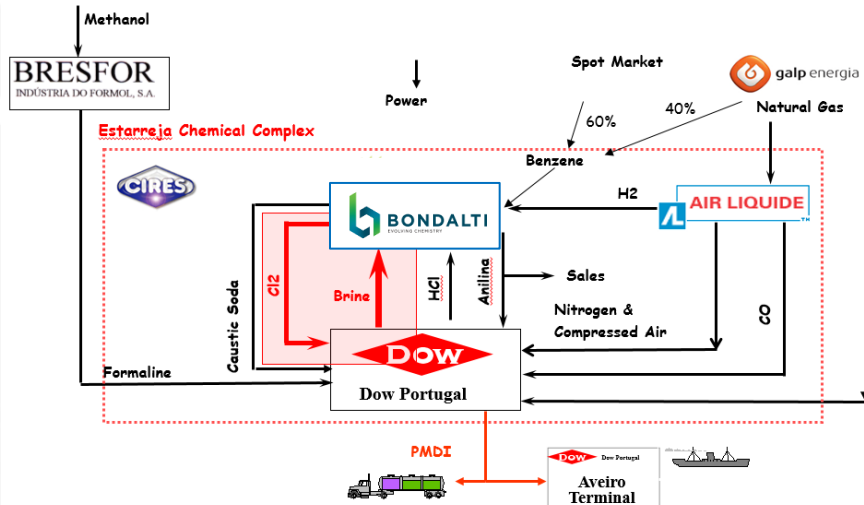 Methanol
BRESFOR
INDÚSTRIA DO FORMOL, S.A.
Power
Spot Market
galp energia
60%
40%
Natural Gas
Estarreja Chemical Complex
Benzene
CIRES
BONDALTI
EVOLVING CHEMISTRY
H2
AIR LIQUIDE
TM
Caustic Soda
Cl2
Brine
HCl
Anilina
Sales
Nitrogen &
Compressed Air
CO
DOW
Dow Portugal
Formaline
PMDI
DOW
Dow Portugal
Aveiro
Terminal